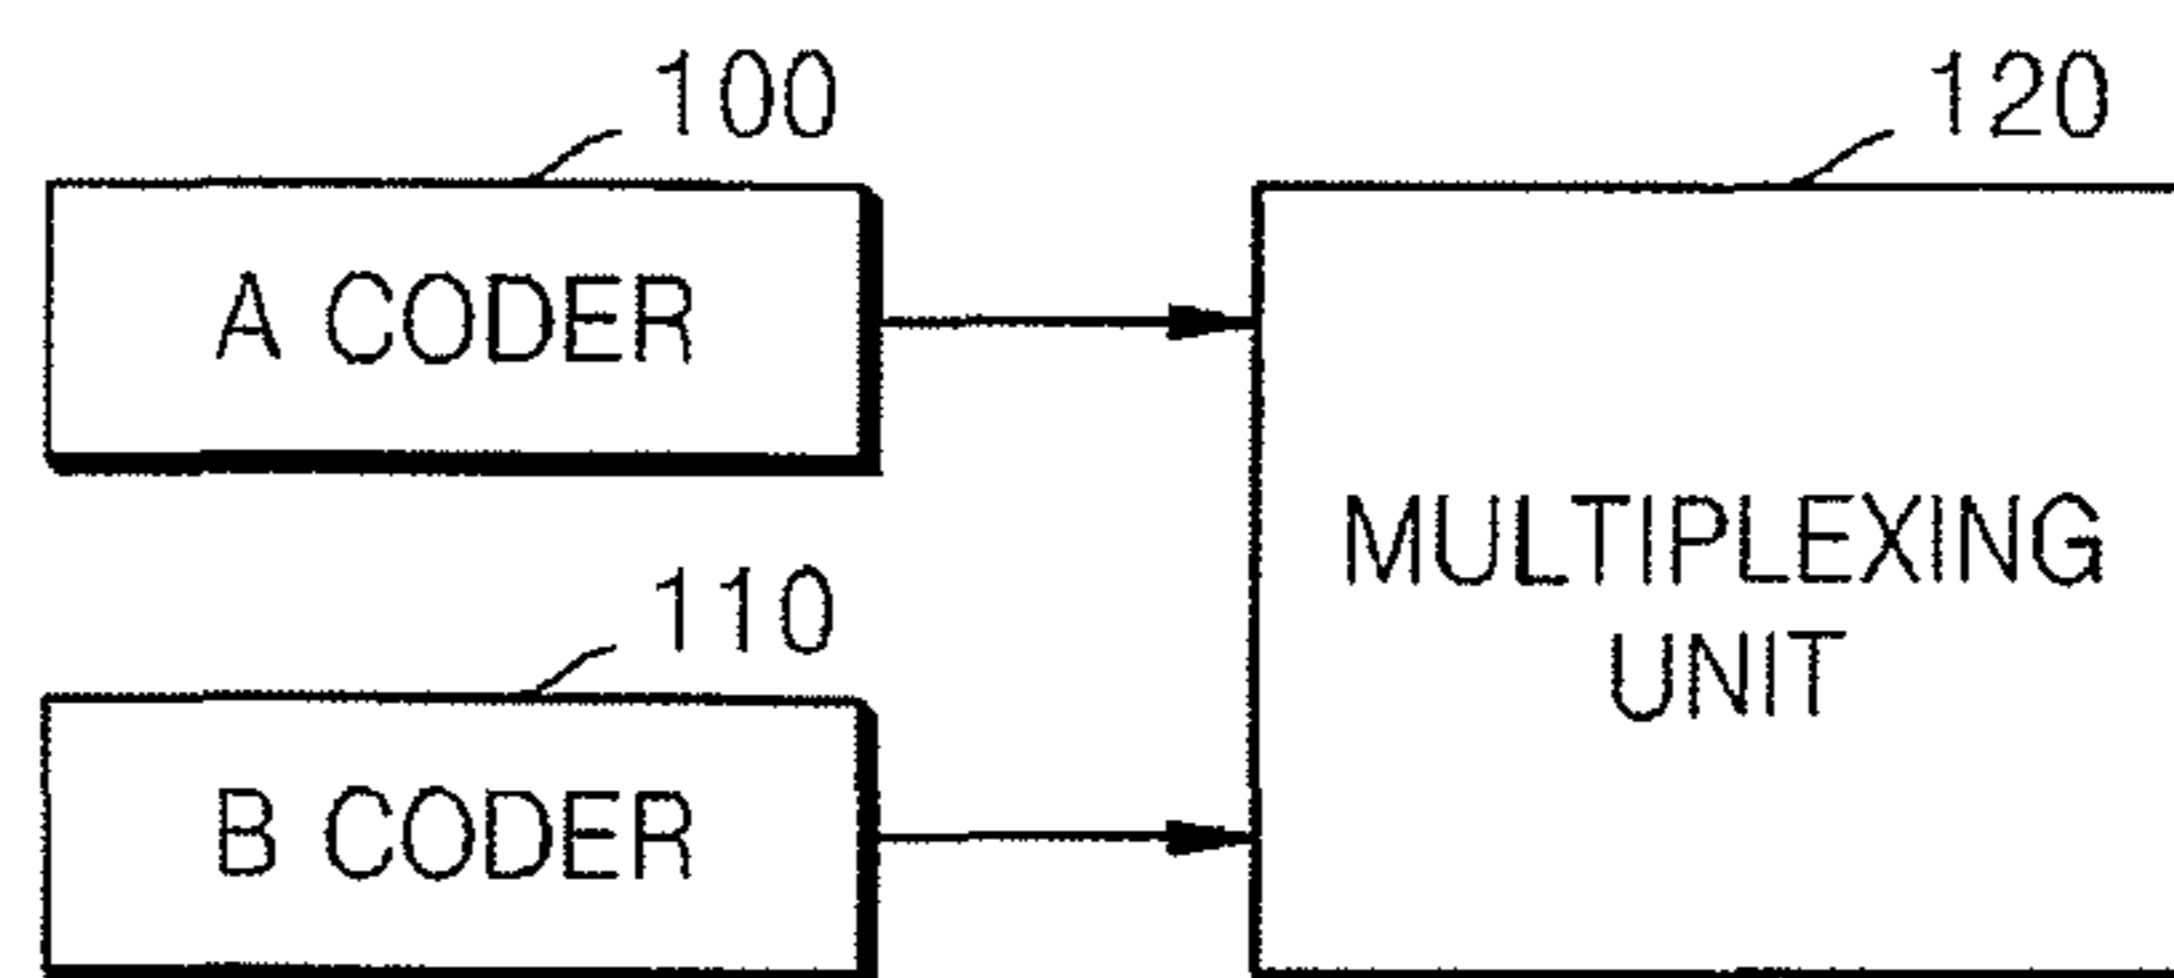 100
120
A CODER
MULTIPLEXING
UNIT
110
B CODER